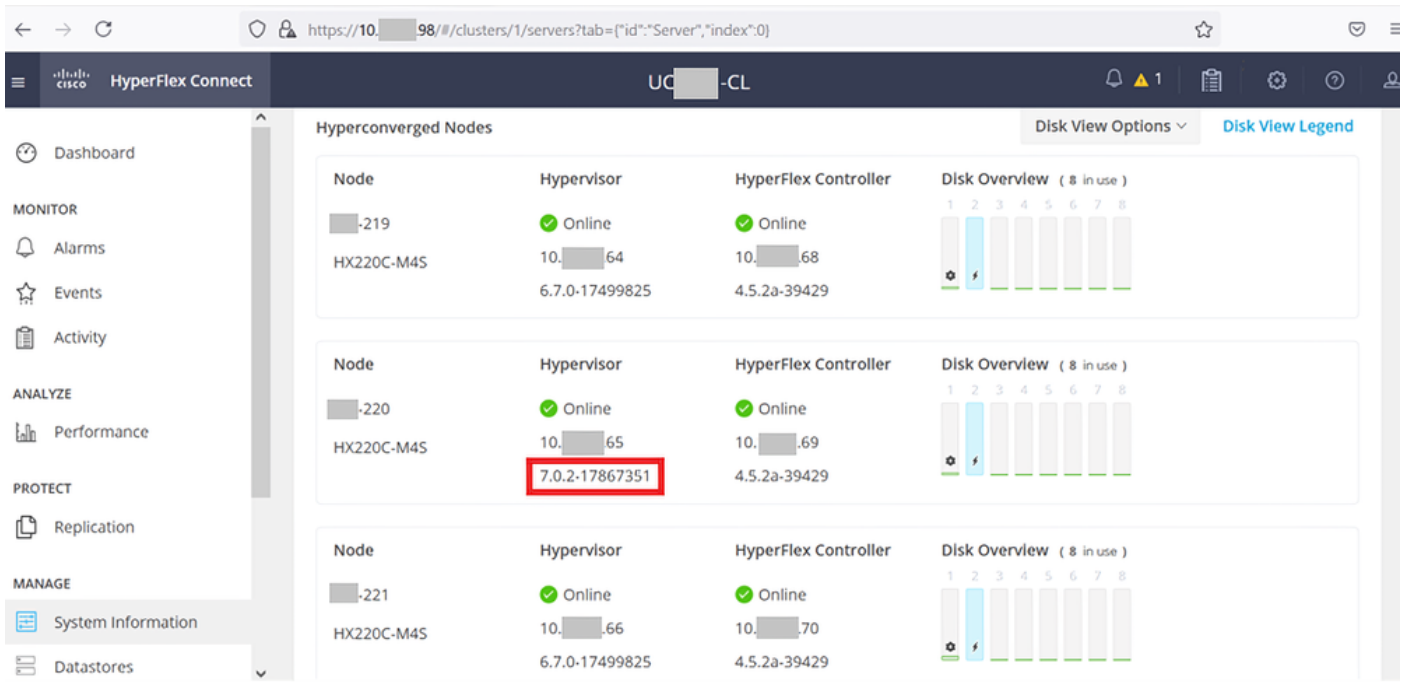 https://10. .98/#/clusters/1/servers?tab={"id":"Server","index":0}
cisco HyperFlex Connect
UC -CL
1
Dashboard
MONITOR
Alarms
Events
Activity
ANALYZE
Performance
PROTECT
Replication
MANAGE
System Information
Datastores
Hyperconverged Nodes
Disk View Options
Disk View Legend
Node Hypervisor HyperFlex Controller Disk Overview ( 8 in use )
1 2 3 4 5 6 7 8
-219 Online Online
HX220C-M4S 10. .64 10. .68
6.7.0-17499825 4.5.2a-39429
Node Hypervisor HyperFlex Controller Disk Overview ( 8 in use )
1 2 3 4 5 6 7 8
-220 Online Online
HX220C-M4S 10. .65 10. .69
7.0.2-17867351 4.5.2a-39429
Node Hypervisor HyperFlex Controller Disk Overview ( 8 in use )
1 2 3 4 5 6 7 8
-221 Online Online
HX220C-M4S 10. .66 10. .70
6.7.0-17499825 4.5.2a-39429